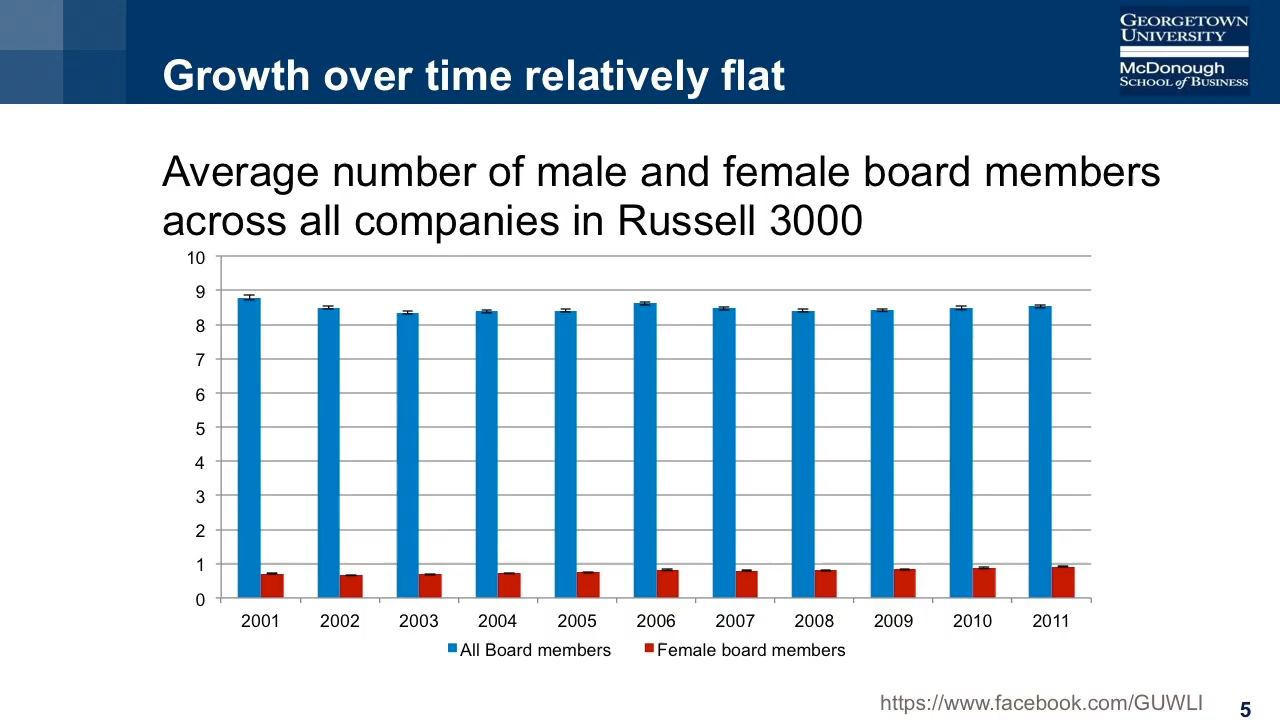 GEORGETOWN
UNIVERSITY
McDonough
SCHOOL of BUSINESS
Growth over time relatively flat
Average number of male and female board members
across all companies in Russell 3000
10
9
8
7
6
5
4
3
2
1
0
2001 2002 2003 2004 2005 2006 2007 2008 2009 2010 2011
All Board members Female board members
https://www.facebook.com/GUWLI 5